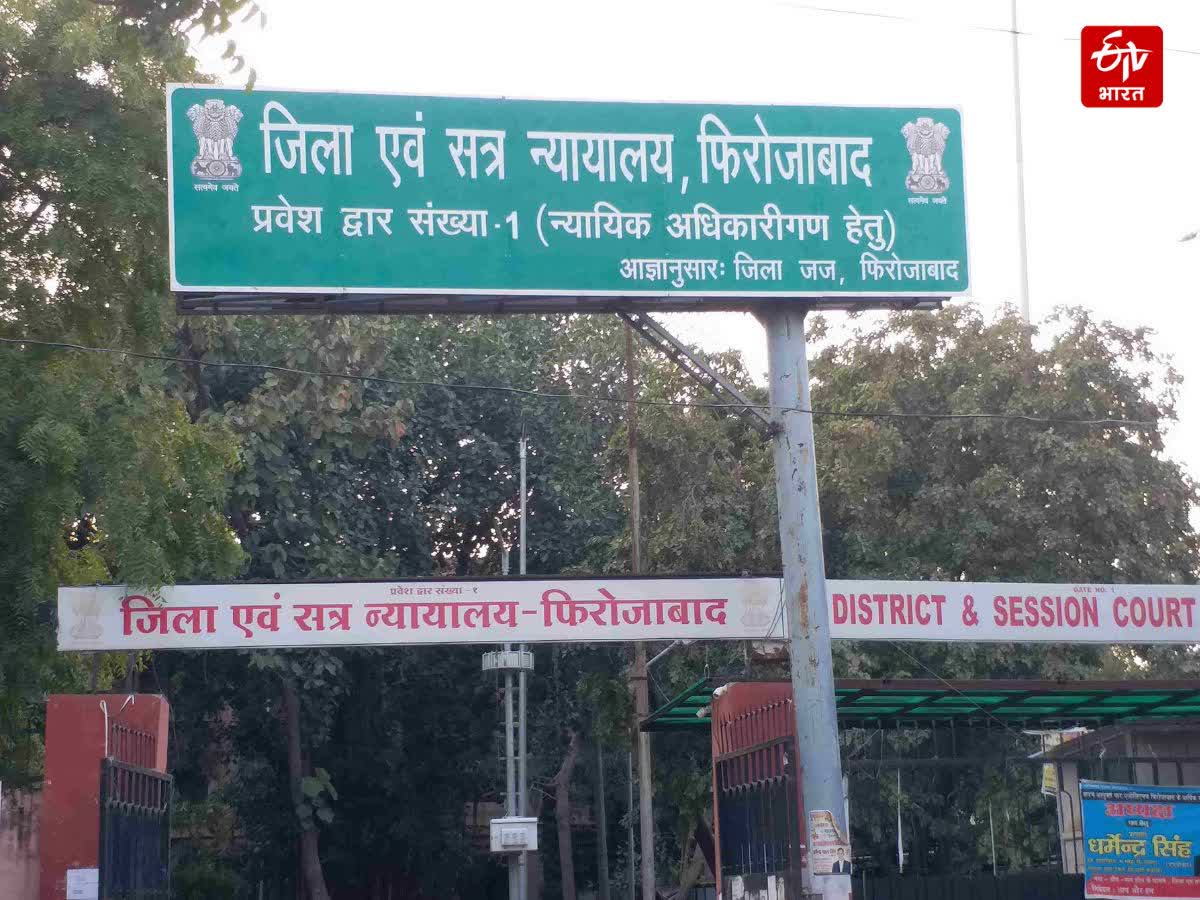 ETV
भारत
जिला एवं सत्र न्यायालय, फिरोजाबाद
सत्यमेव जयते
सत्यमेव जयते
प्रवेश द्वार संख्या-1 (न्यायिक अधिकारीगण हेतु)
आज्ञानुसारः जिला जज, फिरोजाबाद
प्रवेश द्वार संख्या -१
जिला एवं सत्र न्यायालय-फिरोजाबाद
GATE NO. 1
DISTRICT & SESSION COURT
अध्यक्ष
धर्मेन्द्र सिंह